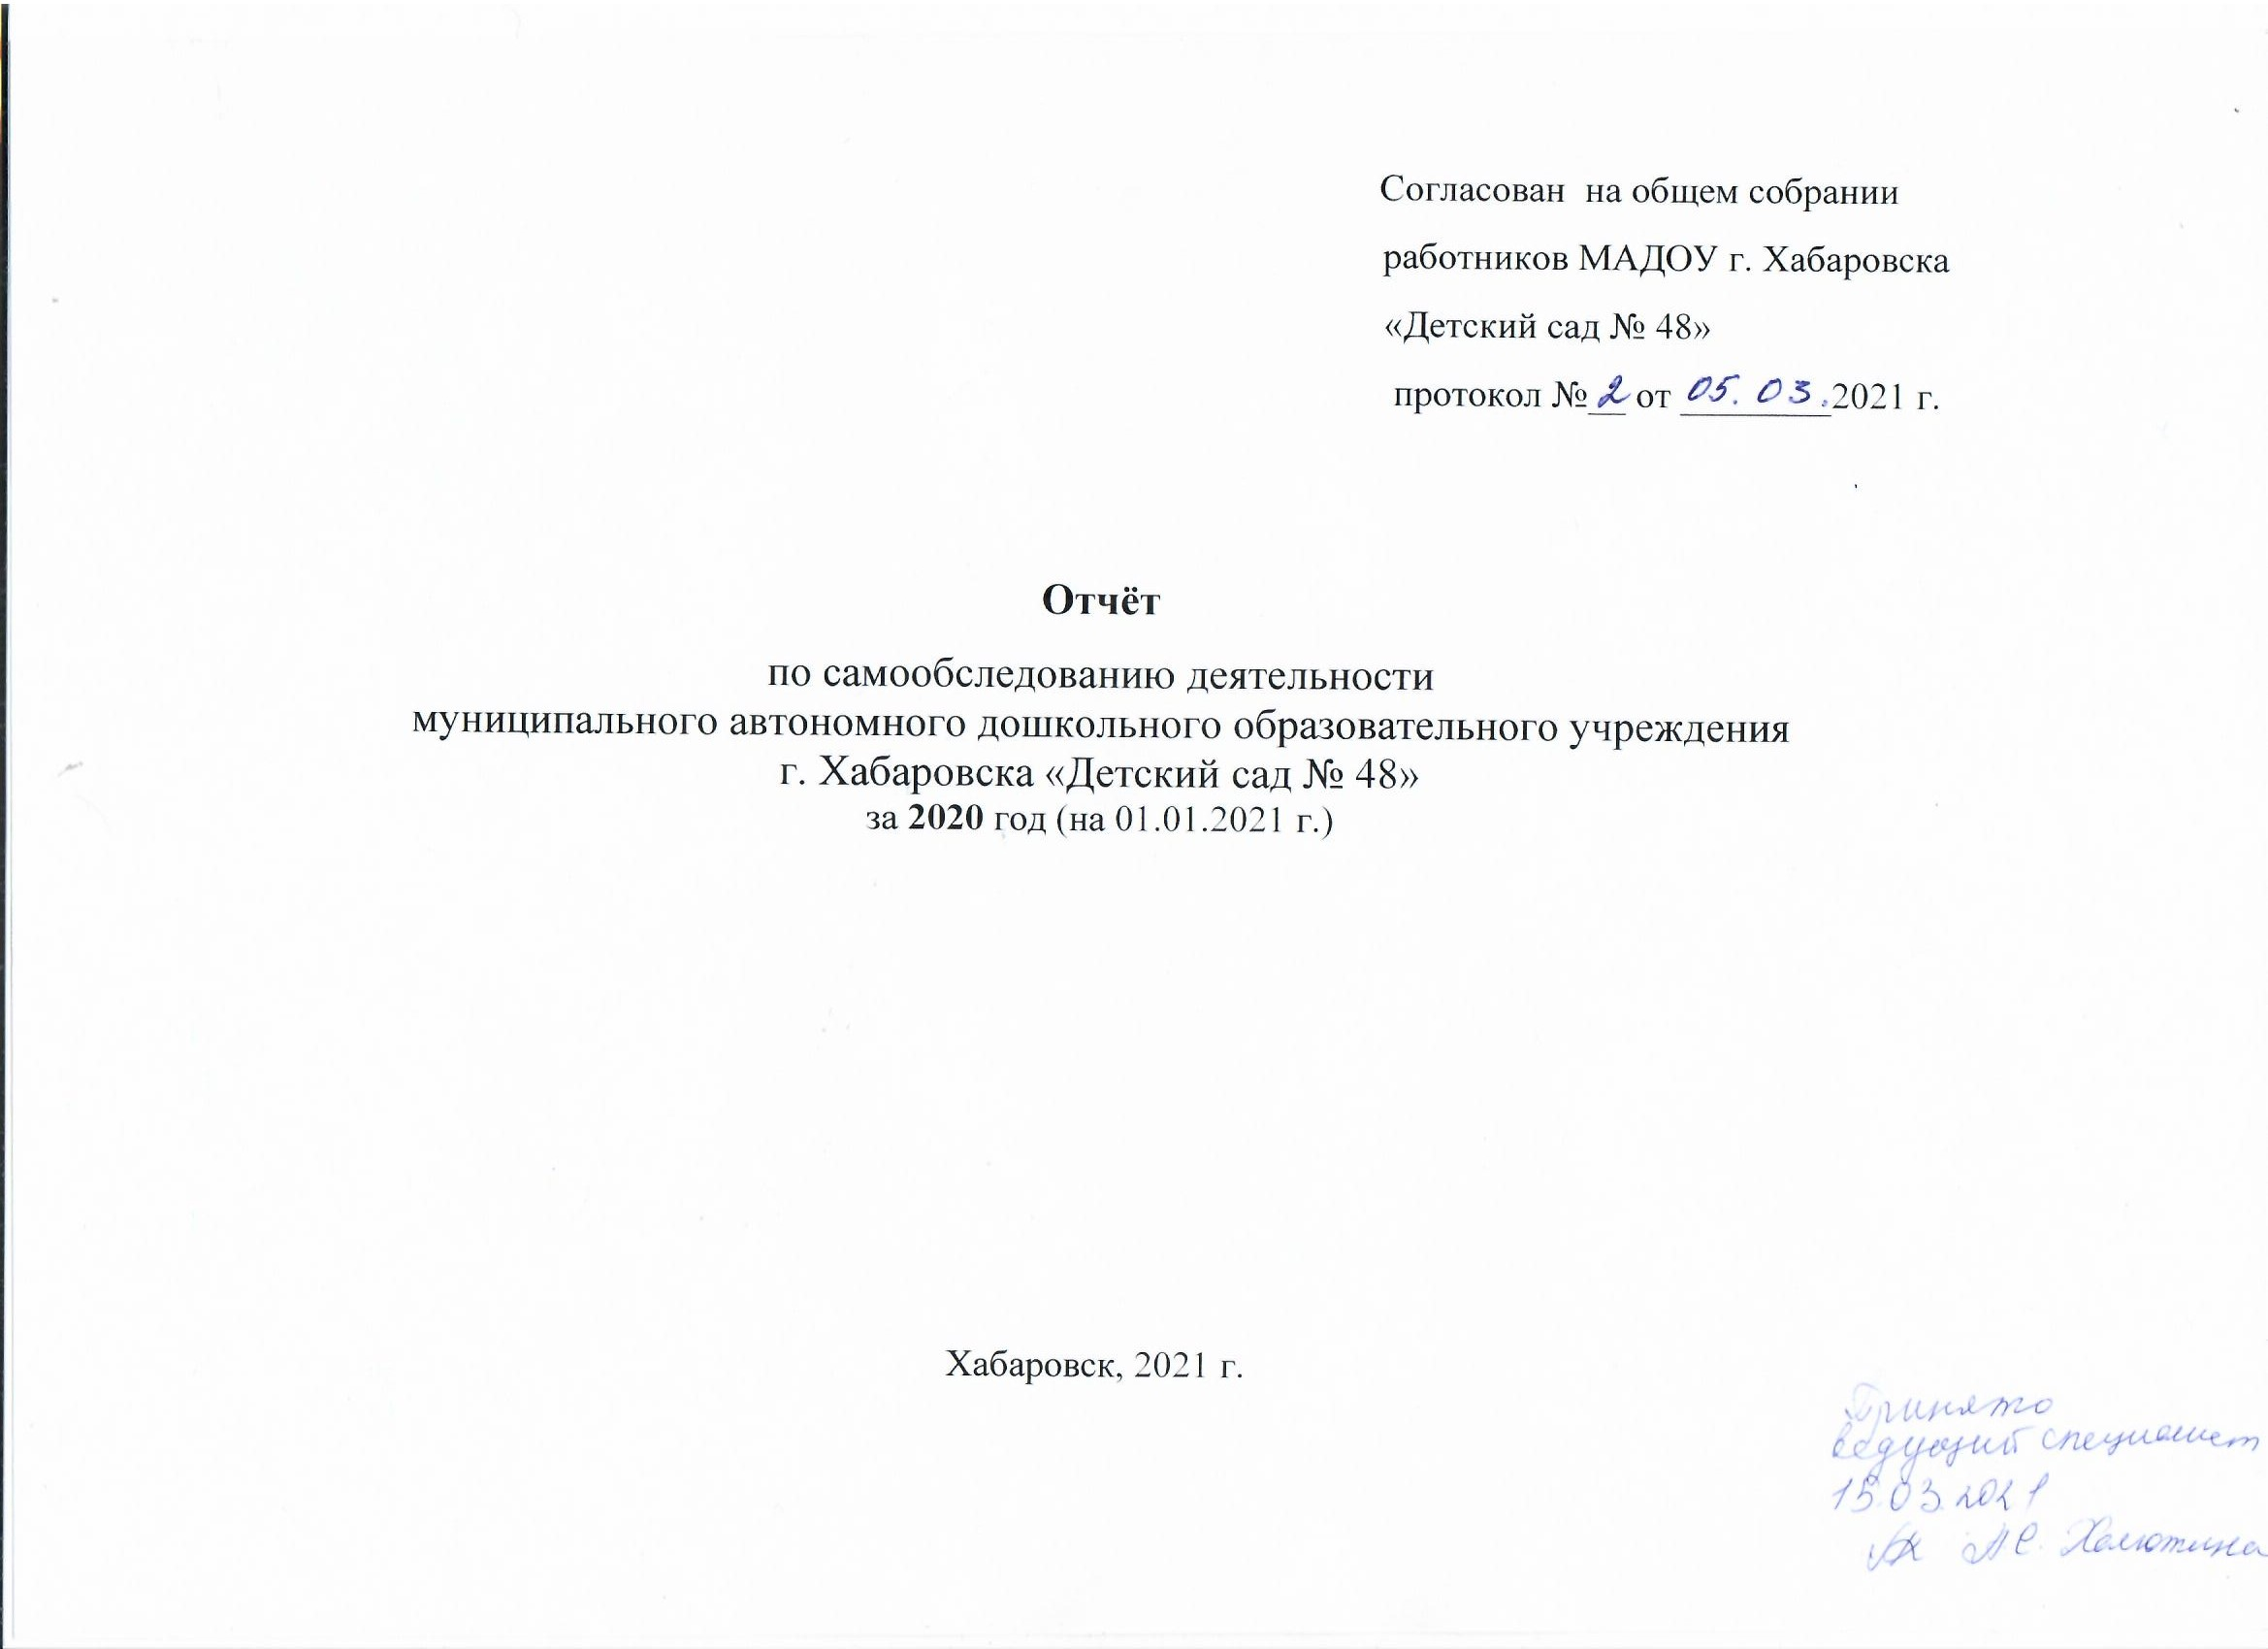 Согласован на общем собрании
работников МАДОУ г. Хабаровска
«Детский сад № 48»
протокол № 2 от 05.03.2021 г.
Отчёт
по самообследованию деятельности
муниципального автономного дошкольного образовательного учреждения
г. Хабаровска «Детский сад № 48»
за 2020 год (на 01.01.2021 г.)
Хабаровск, 2021 г.
Принято
ведущий специалист
15.03.2021